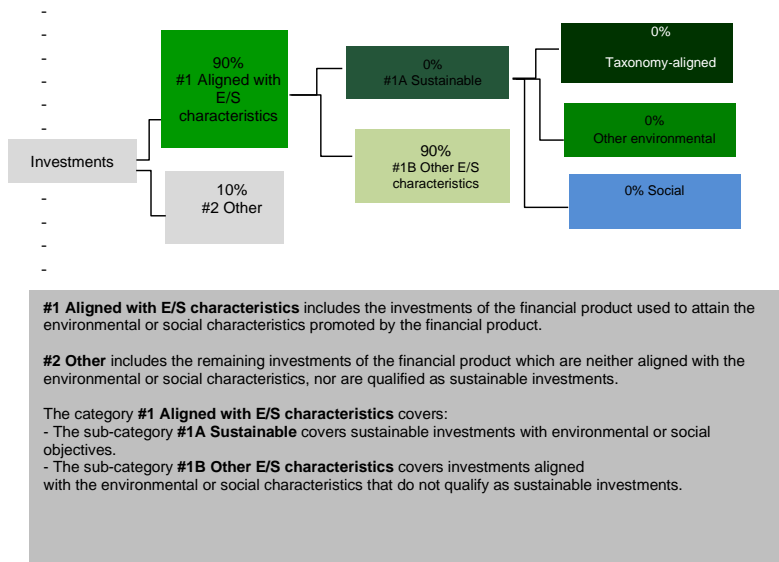 -
-
-
-
-
-
Investments
-
-
-
-
90%
#1 Aligned with
E/S
characteristics
10%
#2 Other
0%
#1A Sustainable
90%
#1B Other E/S
characteristics
0%
Taxonomy-aligned
0%
Other environmental
0% Social
#1 Aligned with E/S characteristics includes the investments of the financial product used to attain the
environmental or social characteristics promoted by the financial product.
#2 Other includes the remaining investments of the financial product which are neither aligned with the
environmental or social characteristics, nor are qualified as sustainable investments.
The category #1 Aligned with E/S characteristics covers:
- The sub-category #1A Sustainable covers sustainable investments with environmental or social
objectives.
- The sub-category #1B Other E/S characteristics covers investments aligned
with the environmental or social characteristics that do not qualify as sustainable investments.